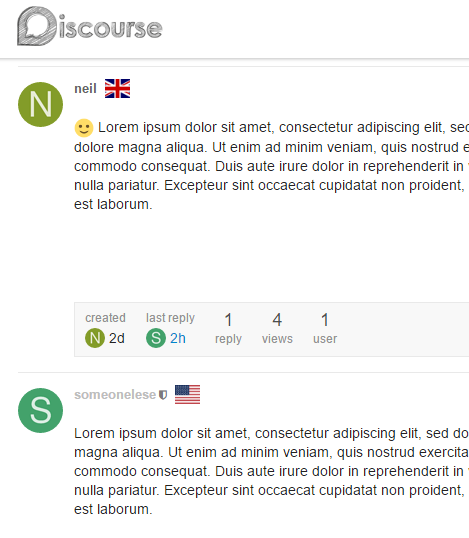 Discourse
neil
N
Lorem ipsum dolor sit amet, consectetur adipiscing elit, sed
dolore magna aliqua. Ut enim ad minim veniam, quis nostrud e
commodo consequat. Duis aute irure dolor in reprehenderit in
nulla pariatur. Excepteur sint occaecat cupidatat non proident,
est laborum.
created last reply 1 4 1
N 2d S 2h reply views user
someonelese
S
Lorem ipsum dolor sit amet, consectetur adipiscing elit, sed do
magna aliqua. Ut enim ad minim veniam, quis nostrud exercita
commodo consequat. Duis aute irure dolor in reprehenderit in
nulla pariatur. Excepteur sint occaecat cupidatat non proident,
est laborum.